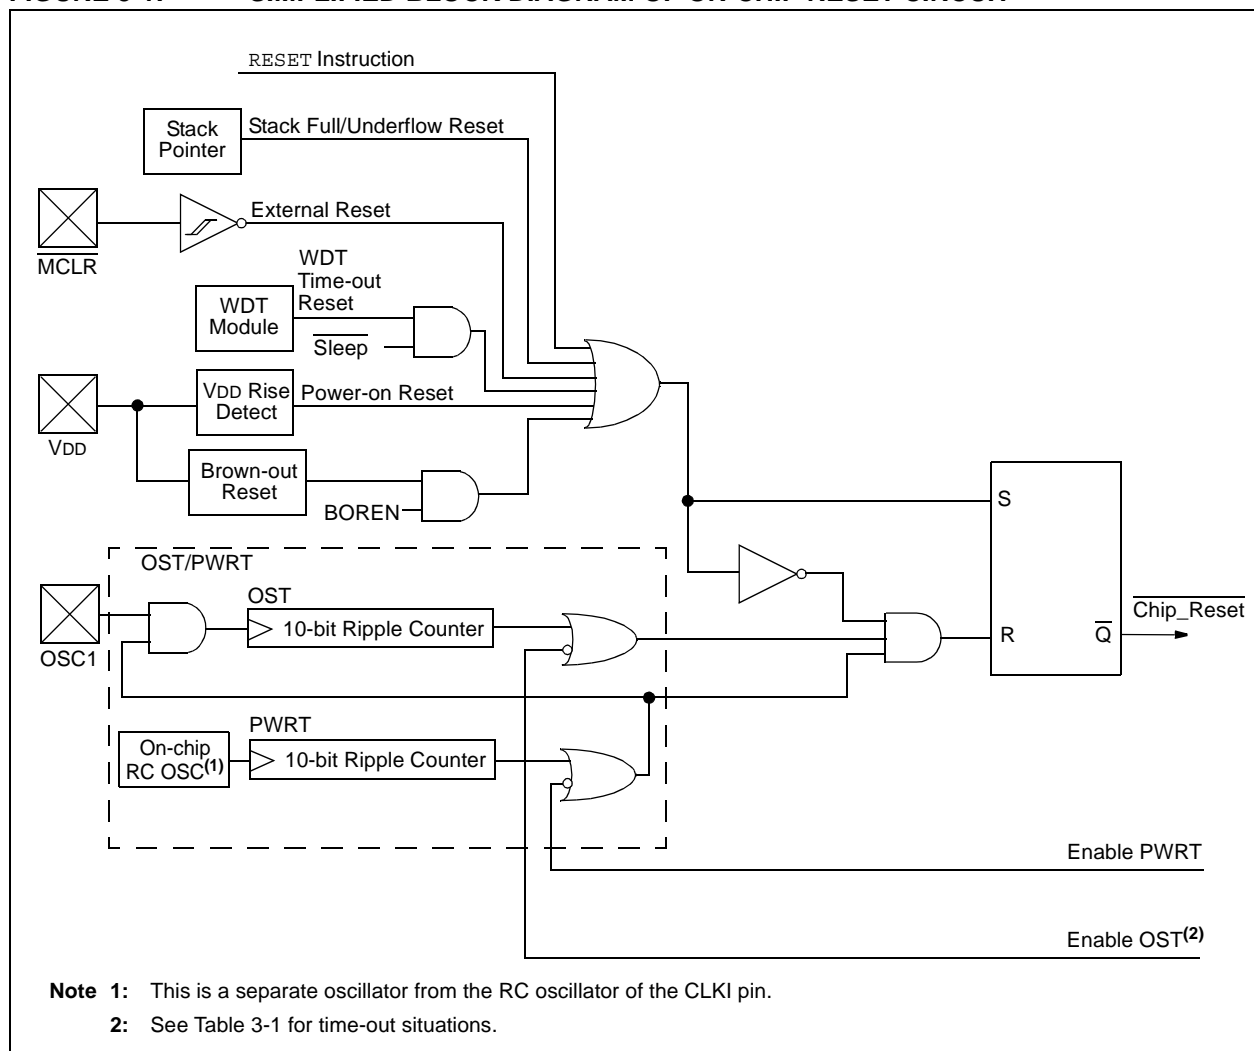 RESET Instruction
Stack
Pointer
Stack Full/Underflow Reset
External Reset
MCLR
WDT
Time-out
Reset
WDT
Module
Sleep
VDD Rise
Detect
Power-on Reset
VDD
Brown-out
Reset
BOREN
S
OST/PWRT
OST
10-bit Ripple Counter
OSC1
R
Q
Chip_Reset
PWRT
On-chip
RC OSC(1)
10-bit Ripple Counter
Enable PWRT
Enable OST(2)
Note 1: This is a separate oscillator from the RC oscillator of the CLKI pin.
2: See Table 3-1 for time-out situations.